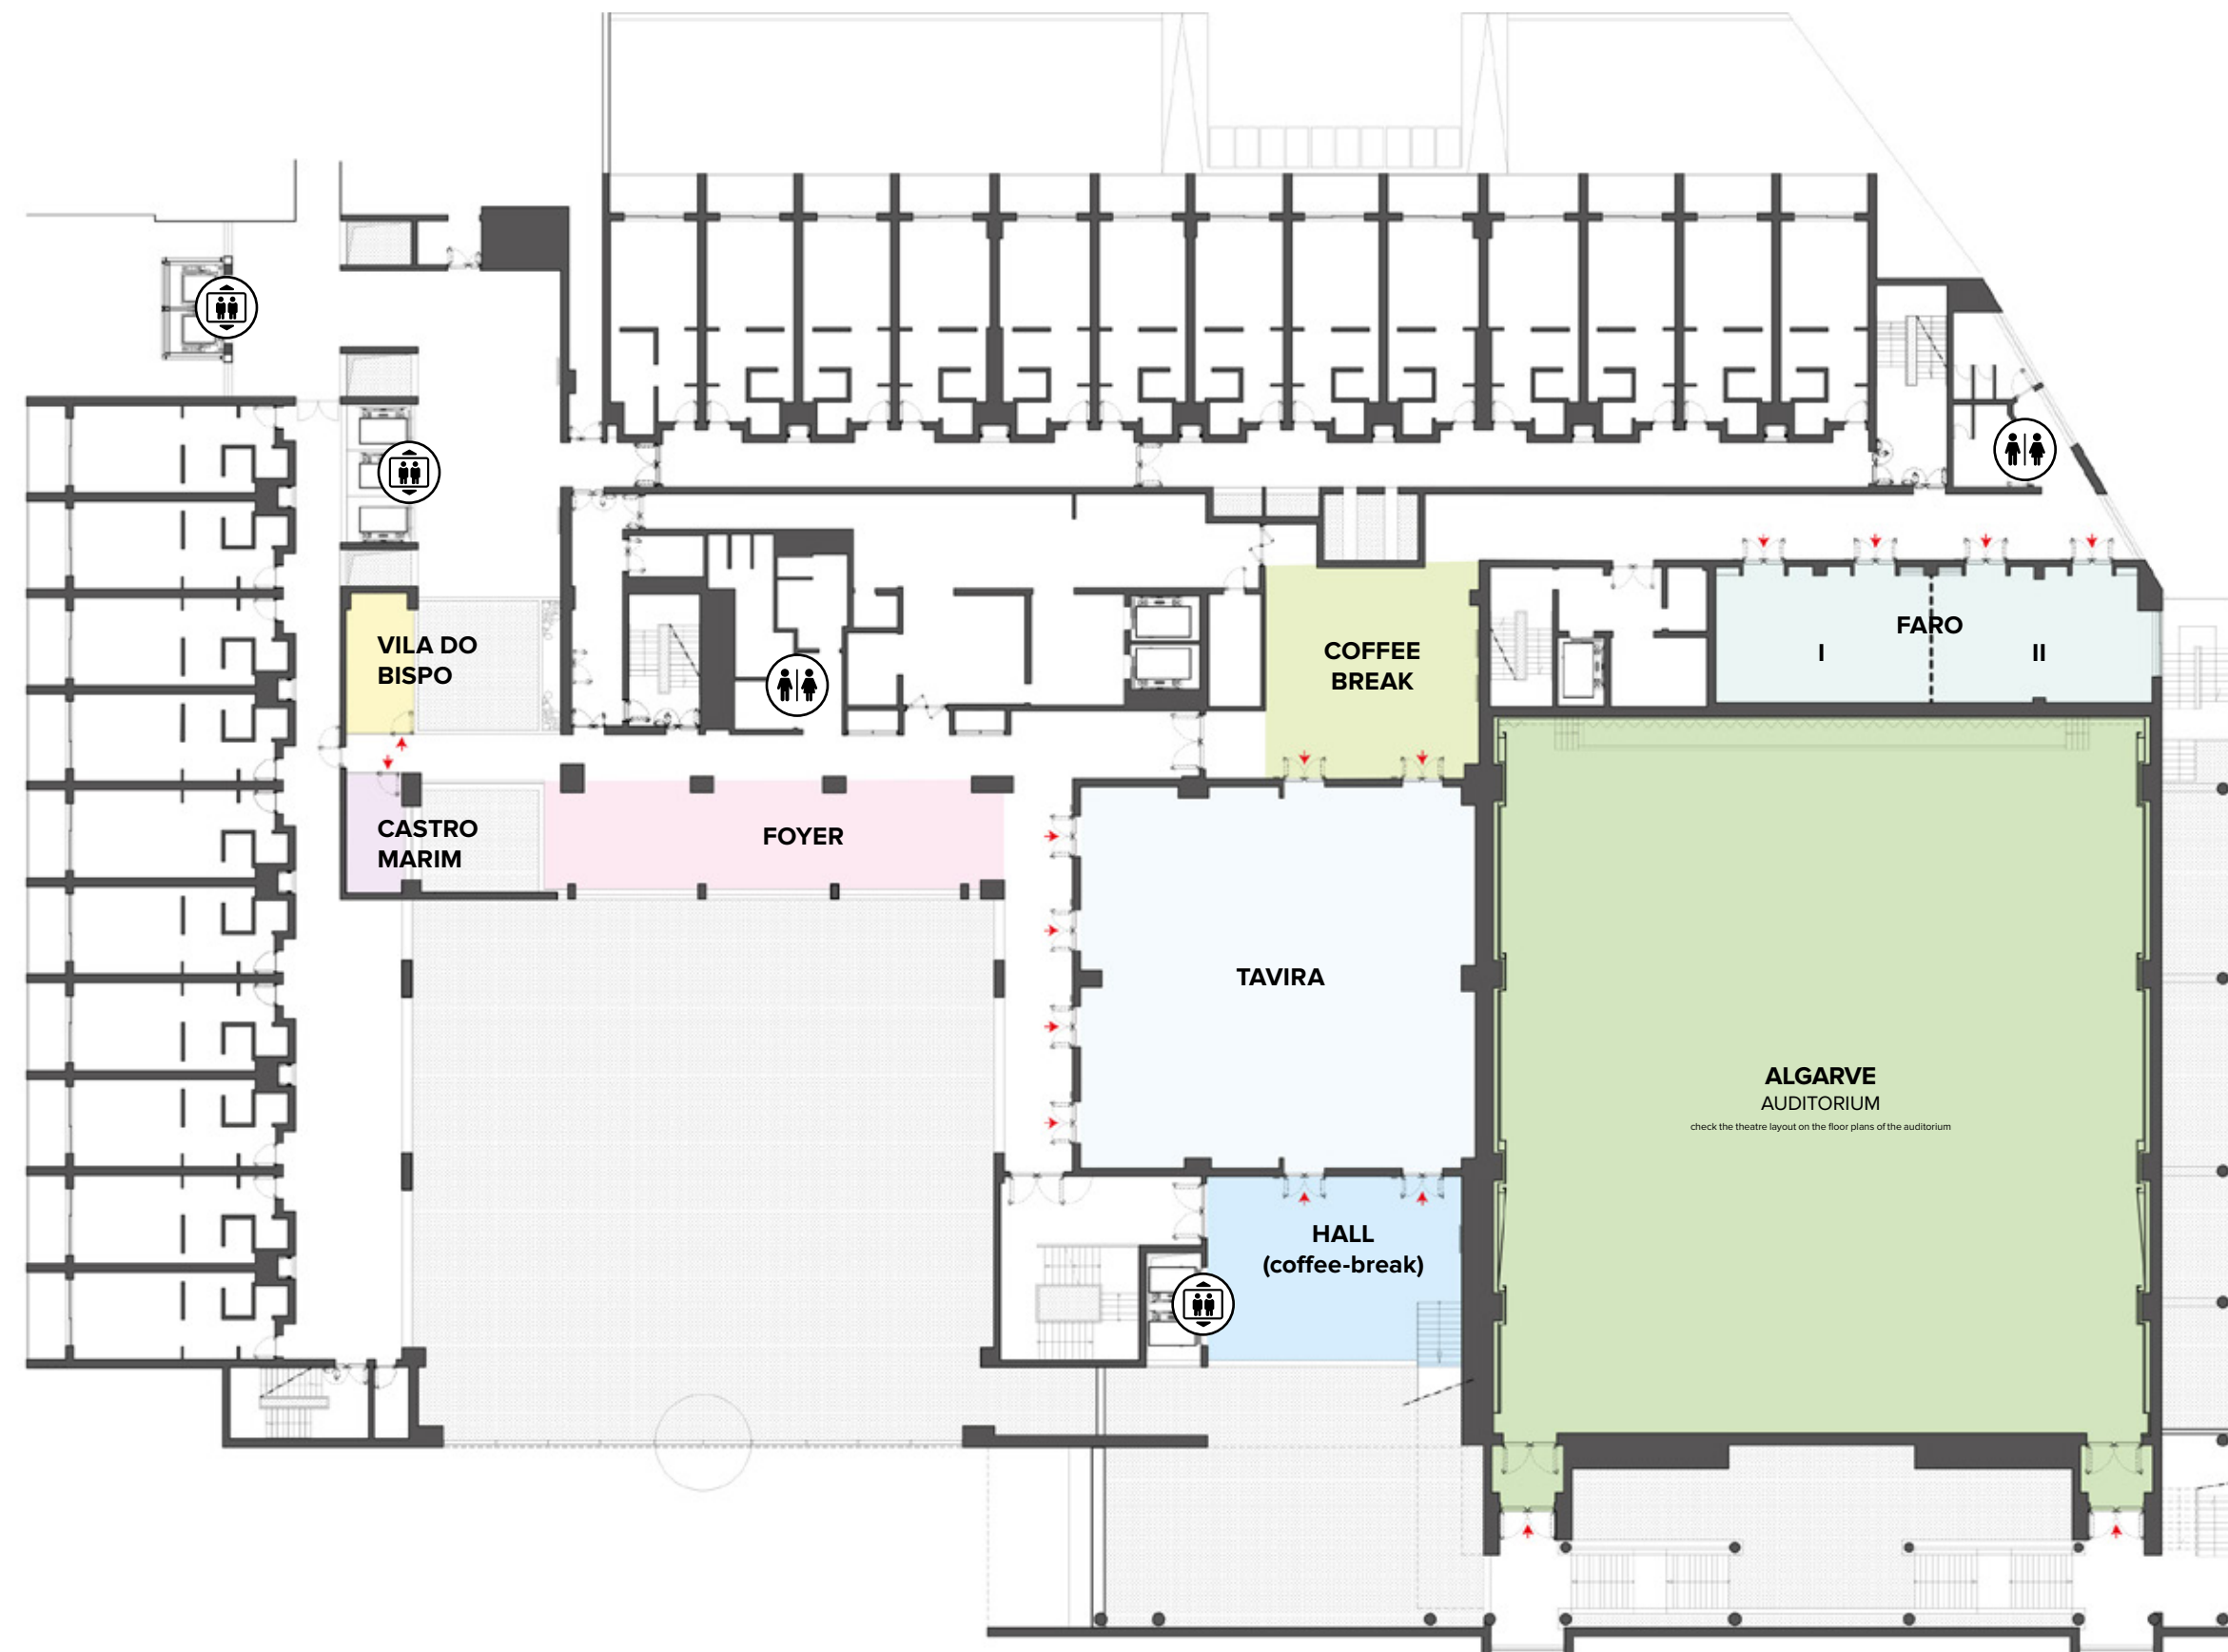 VILA DO
BISPO
COFFEE
BREAK
FARO
I
II
CASTRO
MARIM
FOYER
TAVIRA
ALGARVE
AUDITORIUM
check the theatre layout on the floor plans of the auditorium
HALL
(coffee-break)